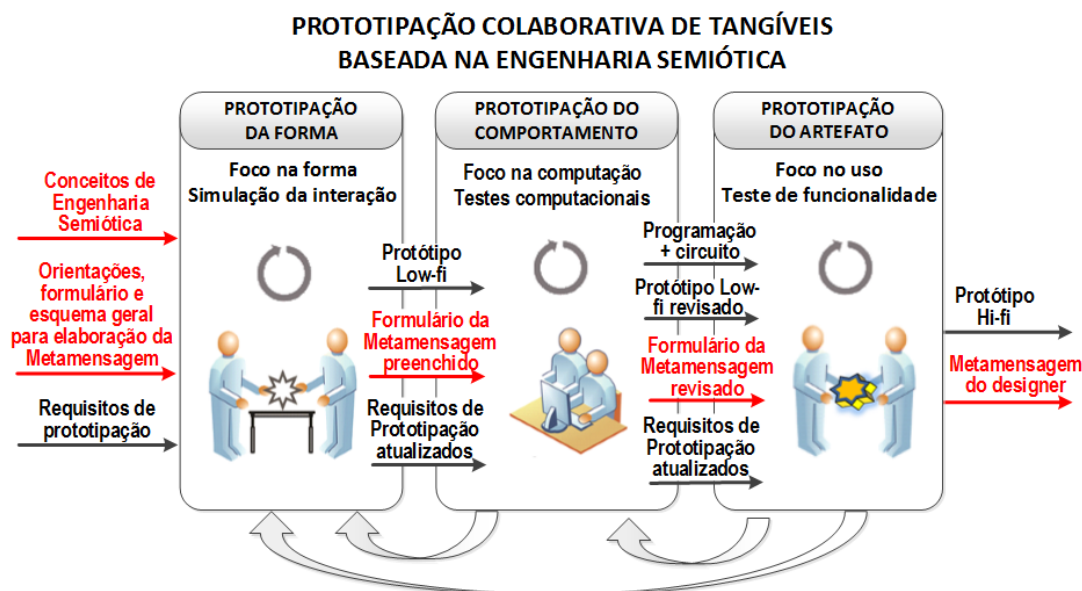 PROTOTIPAÇÃO COLABORATIVA DE TANGÍVEIS
BASEADA NA ENGENHARIA SEMIÓTICA
PROTOTIPAÇÃO
DA FORMA
Foco na forma
Simulação da interação
Conceitos de
Engenharia
Semiótica
Orientações,
formulário e
esquema geral
para elaboração da
Metamensagem
Requisitos de
prototipação
PROTOTIPAÇÃO DO
COMPORTAMENTO
Foco na computação
Testes computacionais
Protótipo
Low-fi
Formulário da
Metamensagem
preenchido
Requisitos de
Prototipação
atualizados
PROTOTIPAÇÃO
DO ARTEFATO
Foco no uso
Teste de funcionalidade
Programação
+ circuito
Protótipo Low-
fi revisado
Formulário da
Metamensagem
revisado
Requisitos de
Prototipação
atualizados
Protótipo
Hi-fi
Metamensagem
do designer